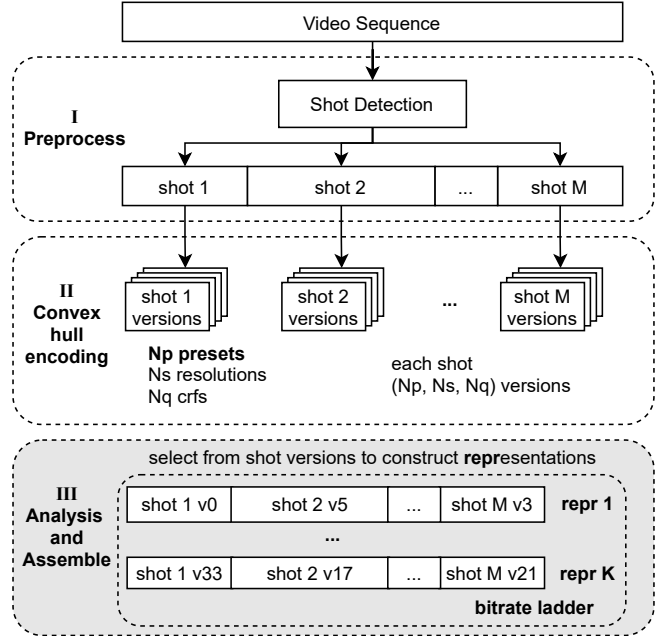 Video Sequence
I
Preprocess
Shot Detection
shot 1
shot 2
...
shot M
II
Convex
hull
encoding
shot 1
versions
shot 2
versions
...
shot M
versions
Np presets
Ns resolutions
Nq crfs
each shot
(Np, Ns, Nq) versions
III
Analysis
and
Assemble
select from shot versions to construct representations
shot 1 v0
shot 2 v5
...
shot M v3
repr 1
...
shot 1 v33
shot 2 v17
...
shot M v21
repr K
bitrate ladder